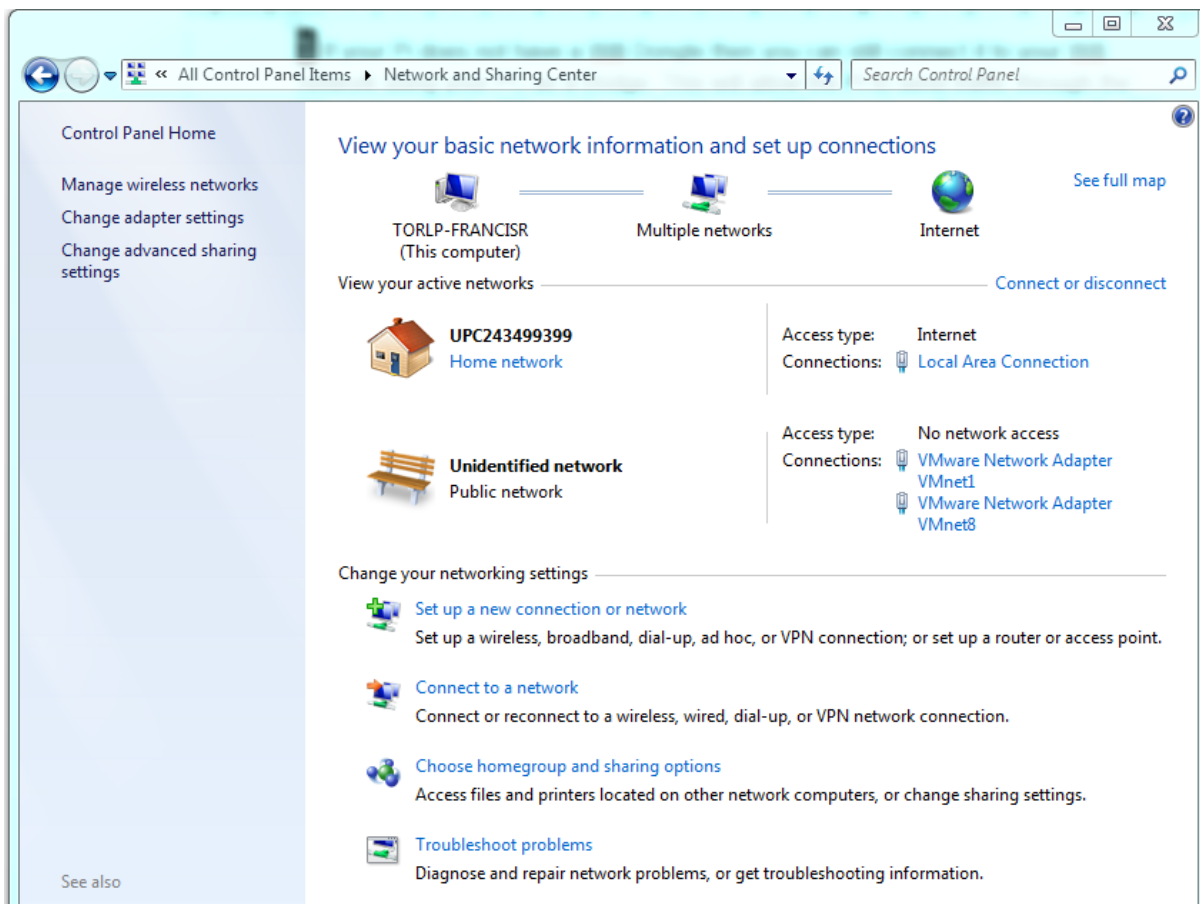 « All Control Panel Items ▸ Network and Sharing Center
Search Control Panel
Control Panel Home
Manage wireless networks
Change adapter settings
Change advanced sharing
settings
See also
View your basic network information and set up connections
See full map
TORLP-FRANCISR
(This computer)
Multiple networks
Internet
View your active networks
Connect or disconnect
UPC243499399
Home network
Access type: Internet
Connections: Local Area Connection
Unidentified network
Public network
Access type: No network access
Connections: VMware Network Adapter
VMnet1
VMware Network Adapter
VMnet8
Change your networking settings
Set up a new connection or network
Set up a wireless, broadband, dial-up, ad hoc, or VPN connection; or set up a router or access point.
Connect to a network
Connect or reconnect to a wireless, wired, dial-up, or VPN network connection.
Choose homegroup and sharing options
Access files and printers located on other network computers, or change sharing settings.
Troubleshoot problems
Diagnose and repair network problems, or get troubleshooting information.